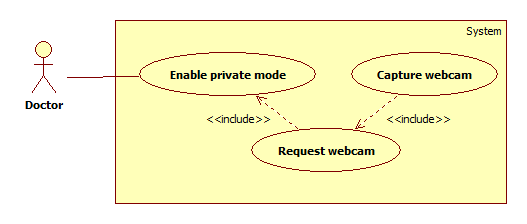 System
Enable private mode
Capture webcam
Doctor
<<include>>
<<include>>
Request webcam